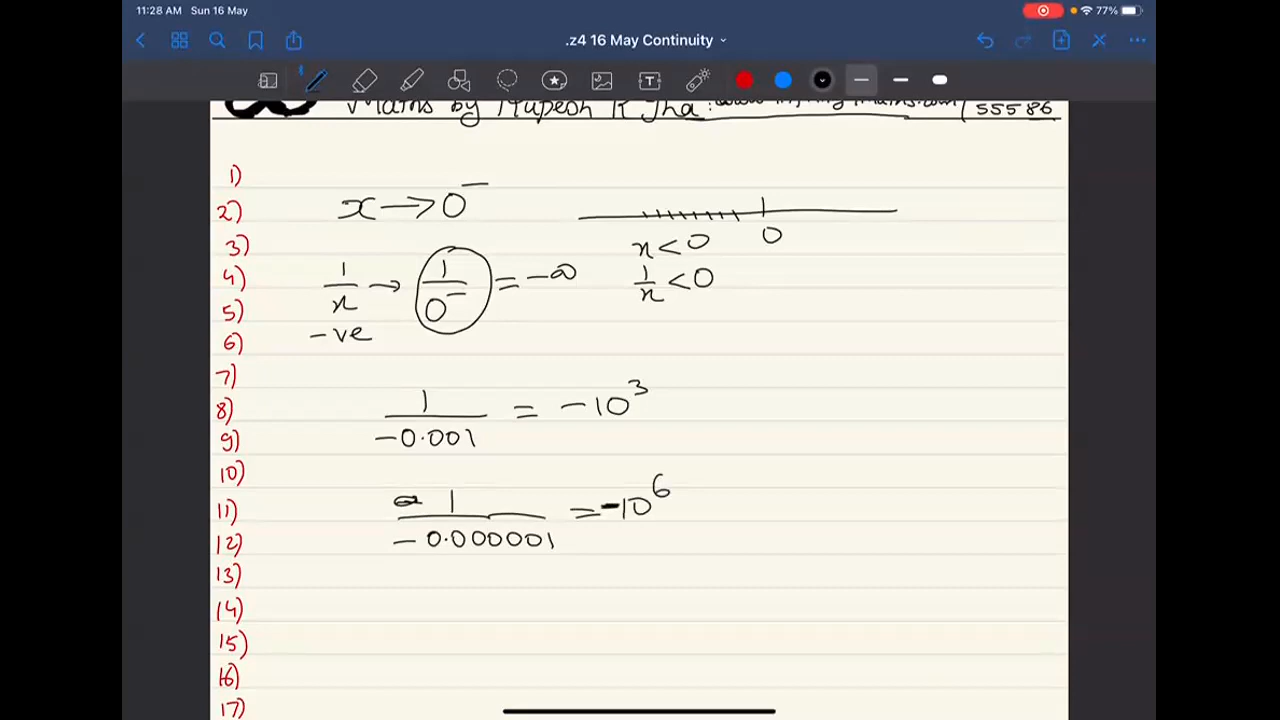 11:28 AM Sun 16 May 77%
.z4 16 May Continuity
Maths by Rupesh K Jha 55586
1)
2) x → 0⁻
3) x < 0 0
4) 1/x → 1/0⁻ = -∞ 1/x < 0
5)
6) -ve
7)
8) 1/-0.001 = -10³
9)
10)
11) 1/-0.000001 = -10⁶
12)
13)
14)
15)
16)
17)